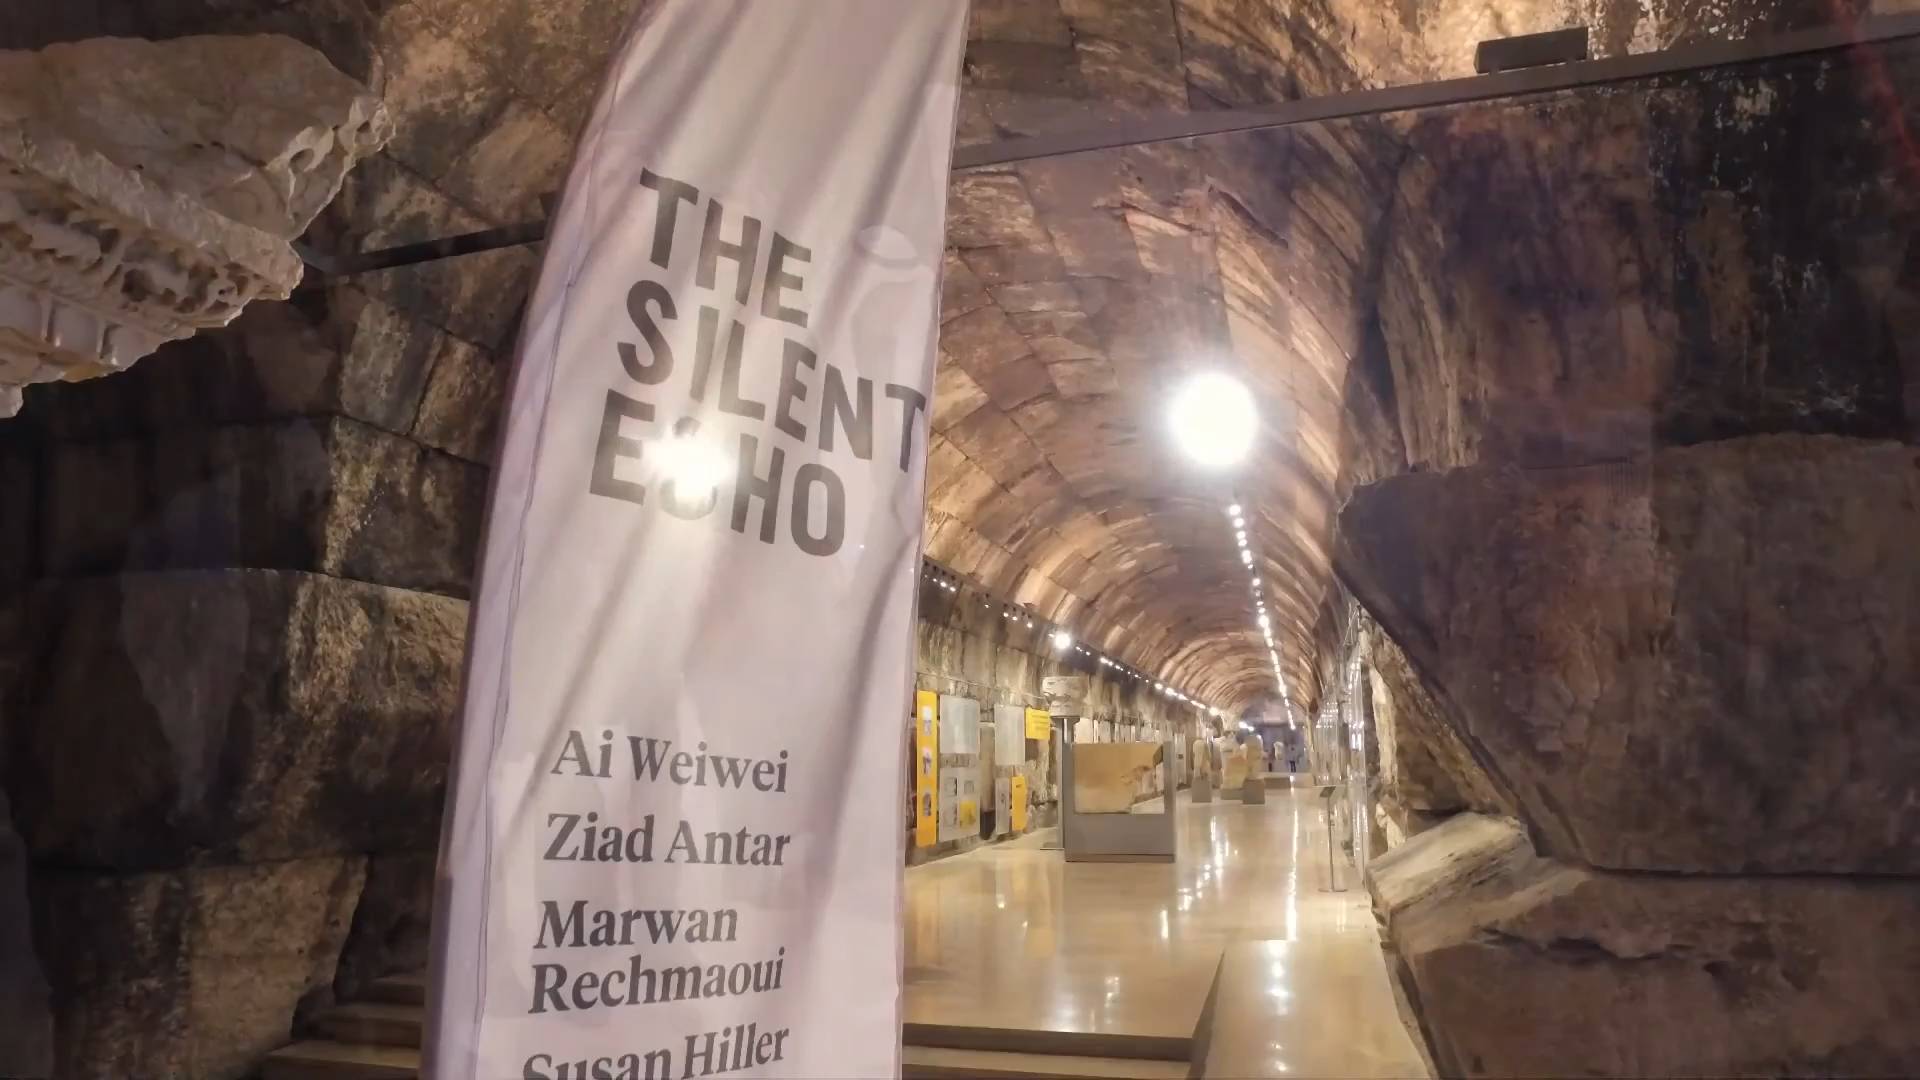 THE
SILENT
ECHO
Ai Weiwei
Ziad Antar
Marwan
Rechmaoui
Susan Hiller